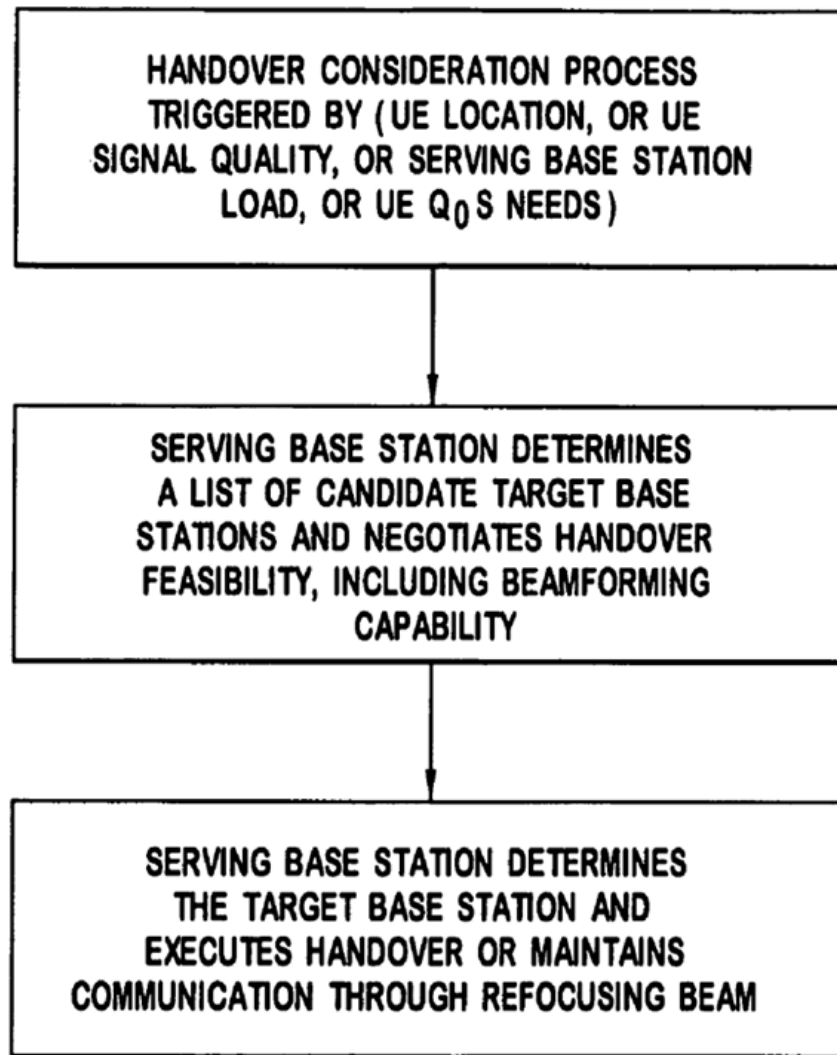 HANDOVER CONSIDERATION PROCESS
TRIGGERED BY (UE LOCATION, OR UE
SIGNAL QUALITY, OR SERVING BASE STATION
LOAD, OR UE Q0S NEEDS)
SERVING BASE STATION DETERMINES
A LIST OF CANDIDATE TARGET BASE
STATIONS AND NEGOTIATES HANDOVER
FEASIBILITY, INCLUDING BEAMFORMING
CAPABILITY
SERVING BASE STATION DETERMINES
THE TARGET BASE STATION AND
EXECUTES HANDOVER OR MAINTAINS
COMMUNICATION THROUGH REFOCUSING BEAM